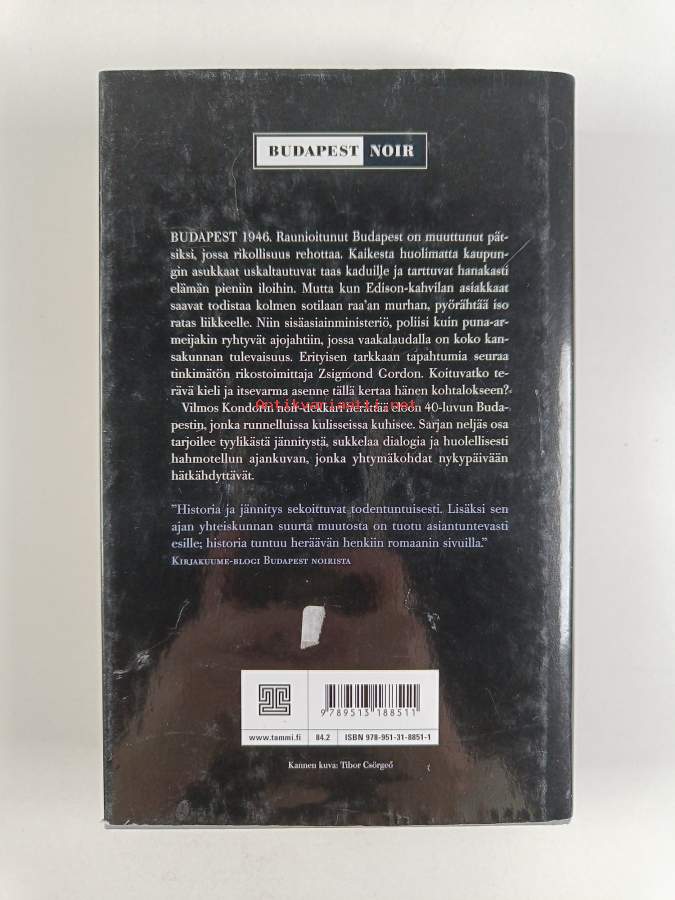 BUDAPEST NOIR
BUDAPEST 1946. Raunioitunut Budapest on muuttunut pät-
siksi, jossa rikollisuus rehottaa. Kaikesta huolimatta kaupun-
gin asukkaat uskaltautuvat taas kaduille ja tarttuvat hanakasti
elämän pieniin iloihin. Mutta kun Edison-kahvilan asiakkaat
saavat todistaa kolmen sotilaan raa'an murhan, pyörähtää iso
ratas liikkeelle. Niin sisäasiainministeriö, poliisi kuin puna-ar-
meijakin ryhtyvät ajojahtiin, jossa vaakalaudalla on koko kan-
sakunnan tulevaisuus. Erityisen tarkkaan tapahtumia seuraa
tinkimätön rikostoimittaja Zsigmond Gordon. Koituvatko te-
rävä kieli ja itsevarma asenne tällä kertaa hänen kohtalokseen?
Antikvariaatti.net
Vilmos Kondorin noir-dekkari herättää eloon 40-luvun Buda-
pestin, jonka runnelluissa kulisseissa kuhisee. Sarjan neljäs osa
tarjoilee tyylikästä jännitystä, sukkelaa dialogia ja huolellisesti
hahmotellun ajankuvan, jonka yhtymäkohdat nykypäivään
hätkähdyttävät.
"Historia ja jännitys sekoittuvat todentuntuisesti. Lisäksi sen
ajan yhteiskunnan suurta muutosta on tuotu asiantuntevasti
esille; historia tuntuu heräävän henkiin romaanin sivuilla."
KIRJAKUUME-BLOGI BUDAPEST NOIRISTA
9 789513 188511
www.tammi.fi 84.2 ISBN 978-951-31-8851-1
Kannen kuva: Tibor Csörgeő